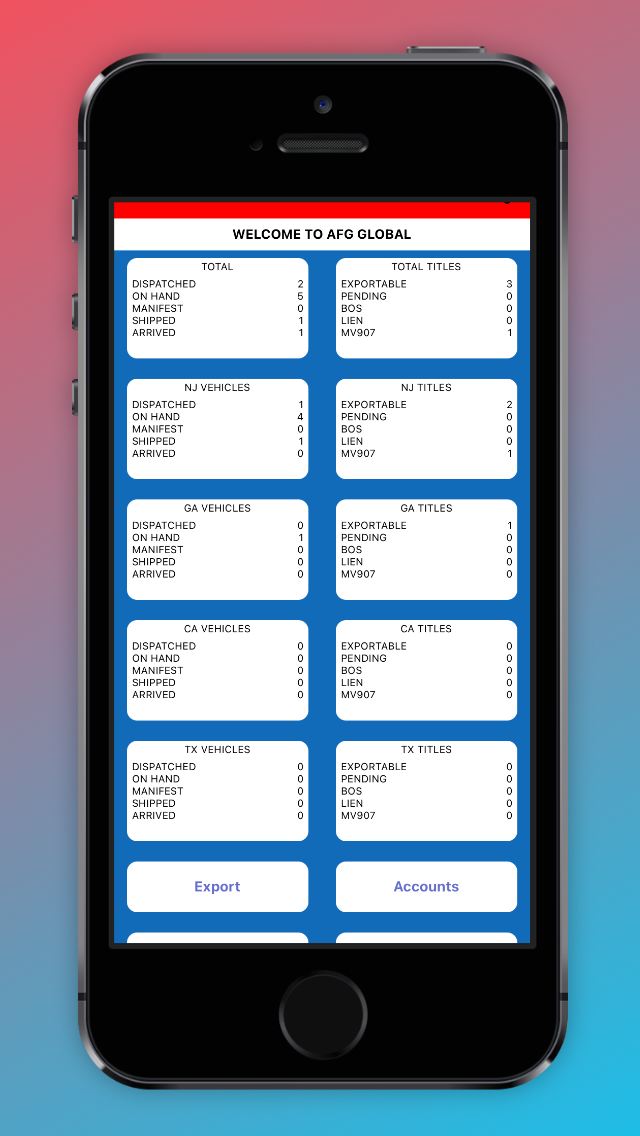 WELCOME TO AFG GLOBAL
TOTAL
DISPATCHED 2
ON HAND 5
MANIFEST 0
SHIPPED 1
ARRIVED 1
TOTAL TITLES
EXPORTABLE 3
PENDING 0
BOS 0
LIEN 0
MV907 1
NJ VEHICLES
DISPATCHED 1
ON HAND 4
MANIFEST 0
SHIPPED 1
ARRIVED 0
NJ TITLES
EXPORTABLE 2
PENDING 0
BOS 0
LIEN 0
MV907 1
GA VEHICLES
DISPATCHED 0
ON HAND 1
MANIFEST 0
SHIPPED 0
ARRIVED 0
GA TITLES
EXPORTABLE 1
PENDING 0
BOS 0
LIEN 0
MV907 0
CA VEHICLES
DISPATCHED 0
ON HAND 0
MANIFEST 0
SHIPPED 0
ARRIVED 0
CA TITLES
EXPORTABLE 0
PENDING 0
BOS 0
LIEN 0
MV907 0
TX VEHICLES
DISPATCHED 0
ON HAND 0
MANIFEST 0
SHIPPED 0
ARRIVED 0
TX TITLES
EXPORTABLE 0
PENDING 0
BOS 0
LIEN 0
MV907 0
Export
Accounts